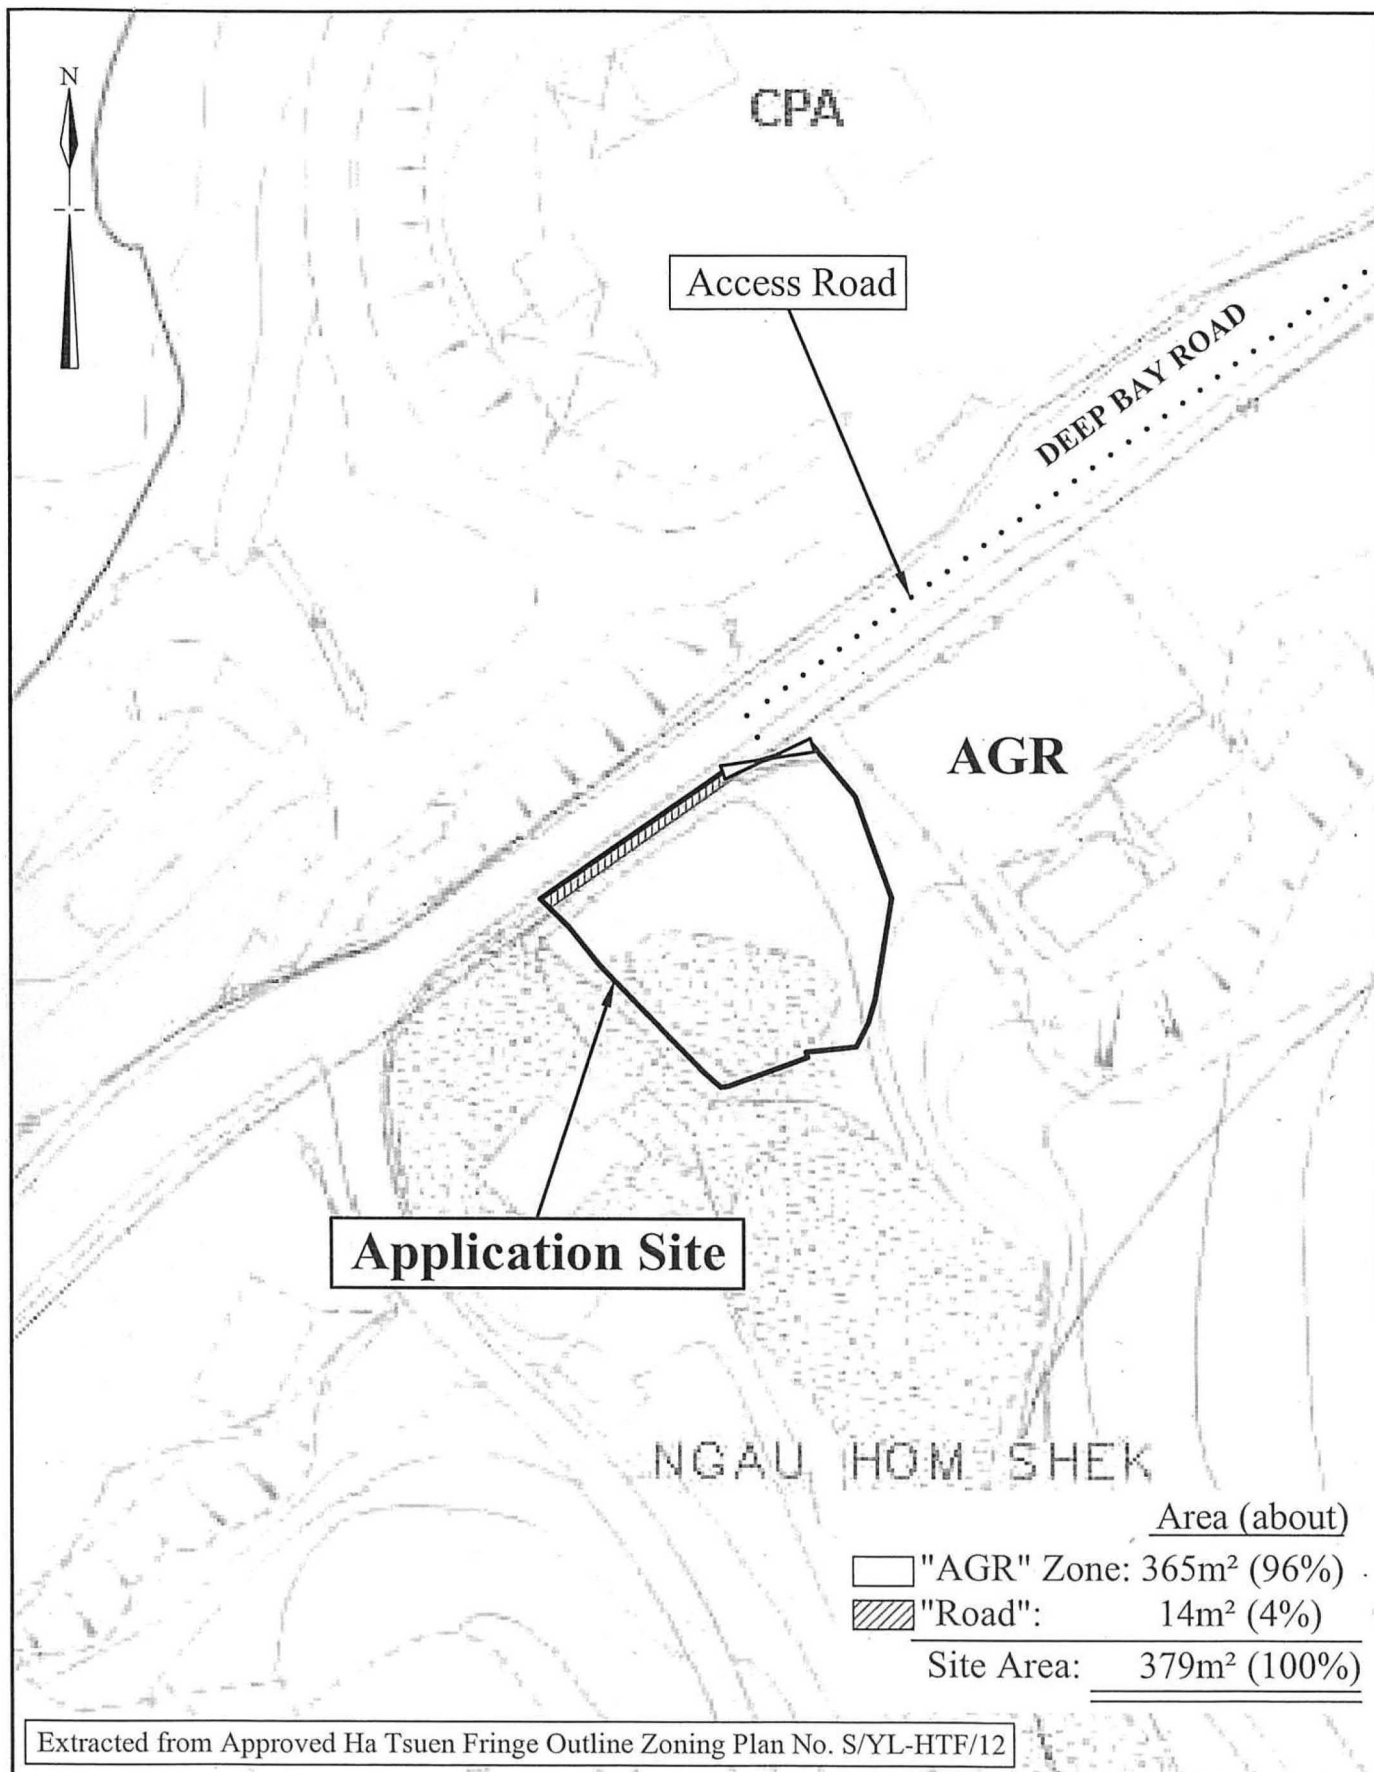 N
CPA
Access Road
DEEP BAY ROAD
AGR
Application Site
NGAU HOM SHEK
Area (about)
"AGR" Zone: 365m² (96%)
"Road": 14m² (4%)
Site Area: 379m² (100%)
Extracted from Approved Ha Tsuen Fringe Outline Zoning Plan No. S/YL-HTF/12